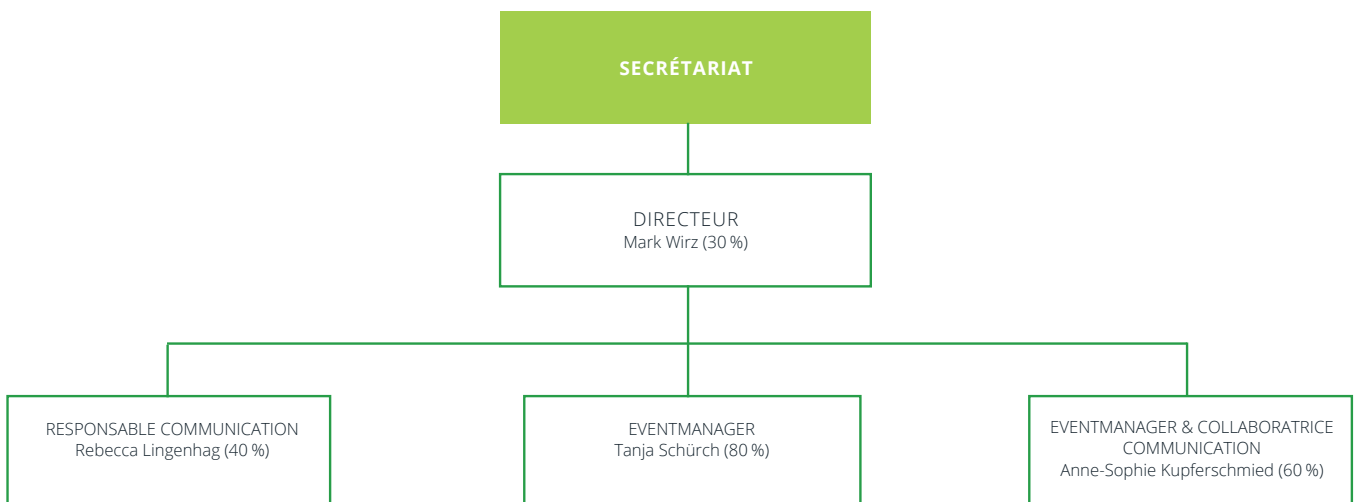 SECRÉTARIAT
DIRECTEUR
Mark Wirz (30 %)
RESPONSABLE COMMUNICATION
Rebecca Lingenhag (40 %)
EVENTMANAGER
Tanja Schürch (80 %)
EVENTMANAGER & COLLABORATRICE
COMMUNICATION
Anne-Sophie Kupferschmied (60 %)